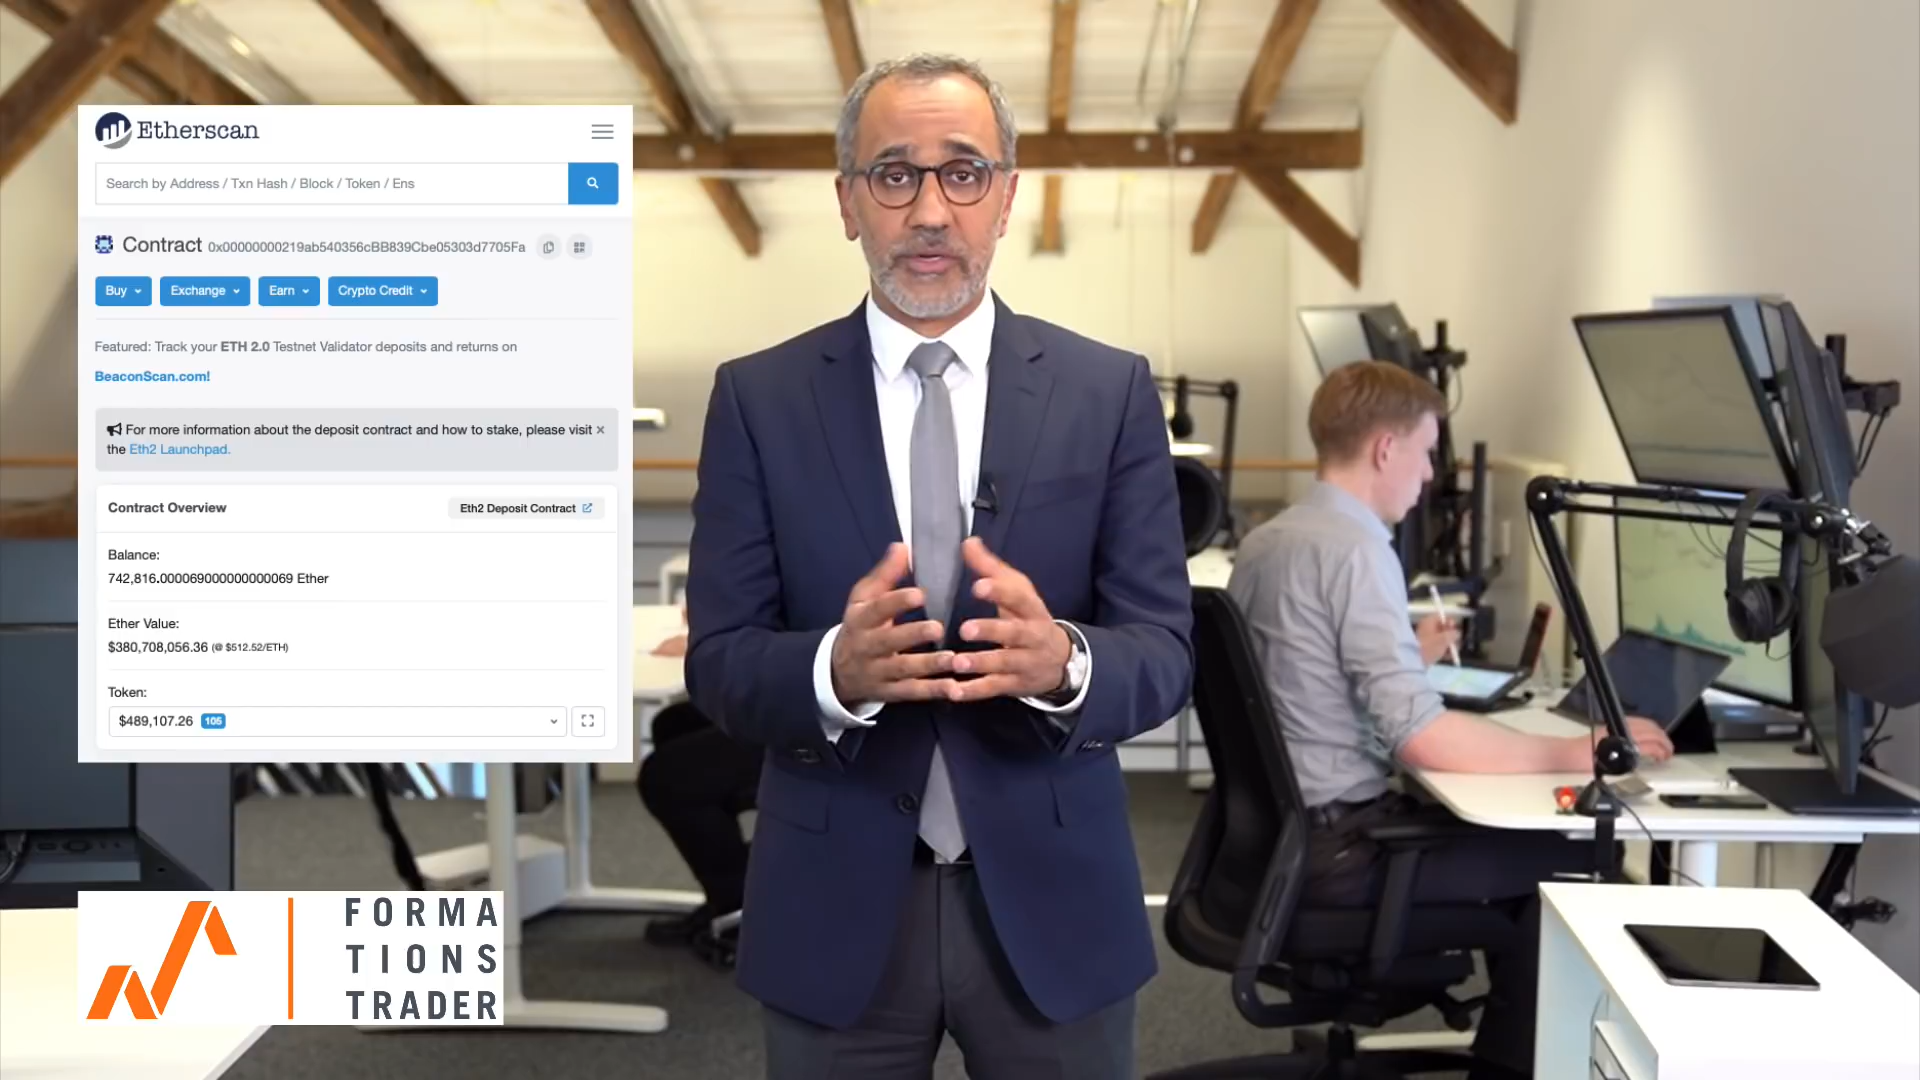 Etherscan
Search by Address / Txn Hash / Block / Token / Ens
Contract 0x00000000219ab540356cBB839Cbe05303d7705Fa
Buy Exchange Earn Crypto Credit
Featured: Track your ETH 2.0 Testnet Validator deposits and returns on
BeaconScan.com!
For more information about the deposit contract and how to stake, please visit
the Eth2 Launchpad.
Contract Overview Eth2 Deposit Contract
Balance:
742,816.000069000000000069 Ether
Ether Value:
$380,708,056.36 (@ $512.52/ETH)
Token:
$489,107.26 105
FORMA
TIONS
TRADER